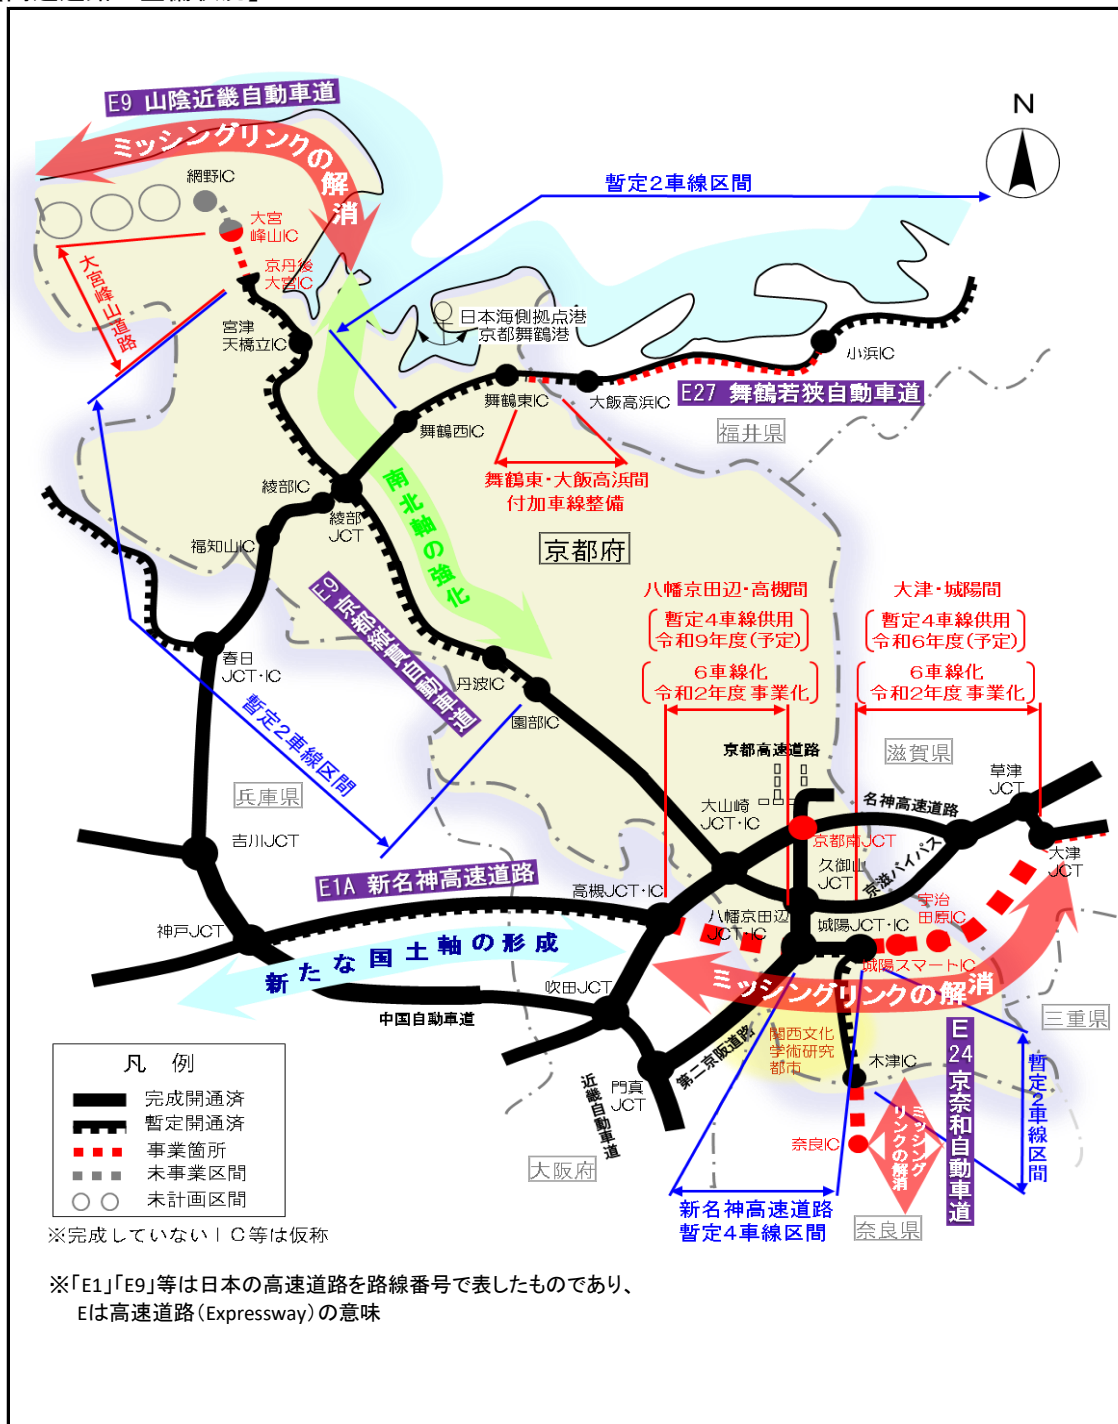 E9 山陰近畿自動車道
ミッシングリンクの解消
N
網野IC
大宮
峰山IC
京丹後
大宮IC
大宮峰山道路
暫定2車線区間
宮津
天橋立IC
日本海側拠点港
京都舞鶴港
小浜IC
舞鶴東IC
大飯高浜IC
E27 舞鶴若狭自動車道
舞鶴西IC
福井県
舞鶴東・大飯高浜間
付加車線整備
南北軸の強化
綾部IC
綾部
JCT
福知山IC
京都府
E9 京都縦貫自動車道
八幡京田辺・高槻間
暫定4車線供用
令和9年度(予定)
6車線化
令和2年度 事業化
大津・城陽間
暫定4車線供用
令和6年度(予定)
6車線化
令和2年度 事業化
春日
JCT・IC
丹波IC
園部IC
暫定2車線区間
兵庫県
京都高速道路
滋賀県
草津
JCT
名神高速道路
大山崎
JCT・IC
京都南JCT
吉川JCT
久御山
JCT
京滋バイパス
大津
JCT
E1A 新名神高速道路
高槻JCT・IC
八幡京田辺
JCT・IC
城陽JCT・IC
宇治
田原IC
神戸JCT
新たな国土軸の形成
城陽スマートIC
ミッシングリンクの解消
吹田JCT
中国自動車道
三重県
関西文化
学術研究
都市
第二京阪道路
木津IC
E24 京奈和自動車道
暫定2車線区間
近畿自動車道
門真
JCT
奈良IC
ミッシング
リンクの解消
大阪府
新名神高速道路
暫定4車線区間
奈良県
凡 例
完成開通済
暫定開通済
事業箇所
未事業区間
未計画区間
※完成していないIC等は仮称
※「E1」「E9」等は日本の高速道路を路線番号で表したものであり、
Eは高速道路(Expressway)の意味